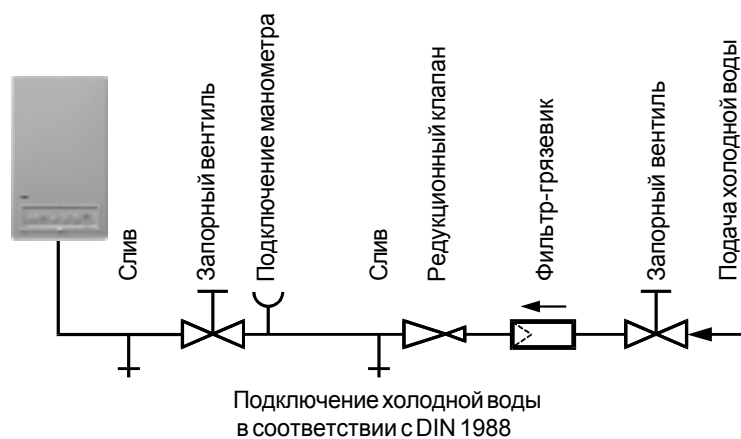 Слив
Запорный вентиль
Подключение манометра
Слив
Редукционный клапан
Фильтр-грязевик
Запорный вентиль
Подача холодной воды
Подключение холодной воды
в соответствии с DIN 1988